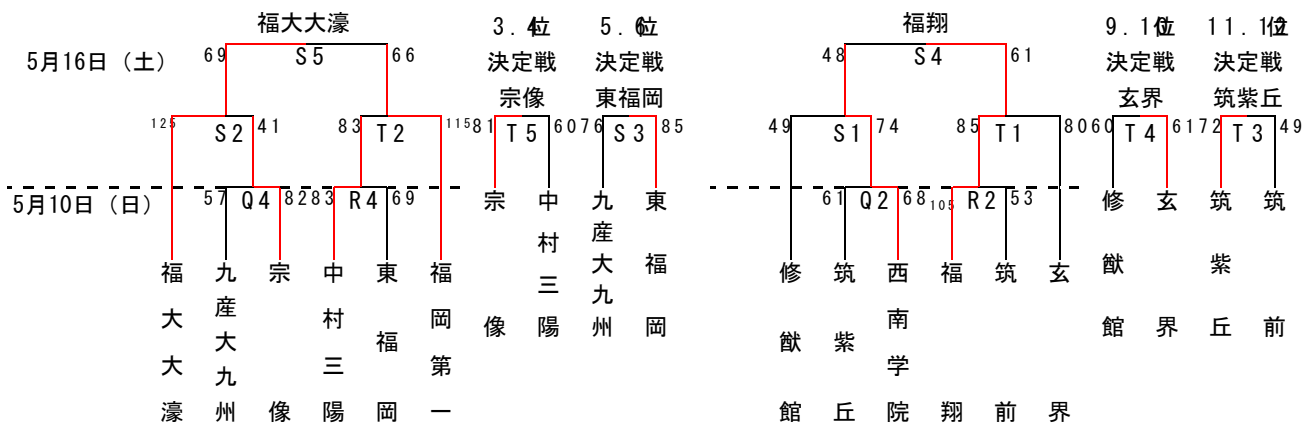 福大大濠 3.4位 5.6位 福翔 9.10位 11.12位
5月16日（土） 69 S5 66 決定戦 決定戦 48 S4 61 決定戦 決定戦
宗像 東福岡 玄界 筑紫丘
125 S2 41 83 T2 115 81 T5 60 76 S3 85 49 S1 74 85 T1 80 60 T4 61 72 T3 49
5月10日（日） 57 Q4 82 83 R4 69 61 Q2 68 105 R2 53
宗像 中村三陽 九産大九州 東福岡 修猷館 玄界 筑紫丘 筑前
福大大濠 九産大九州 宗像 中村三陽 東福岡 福岡第一 修猷館 筑紫丘 西南学院 福翔 筑前 玄界